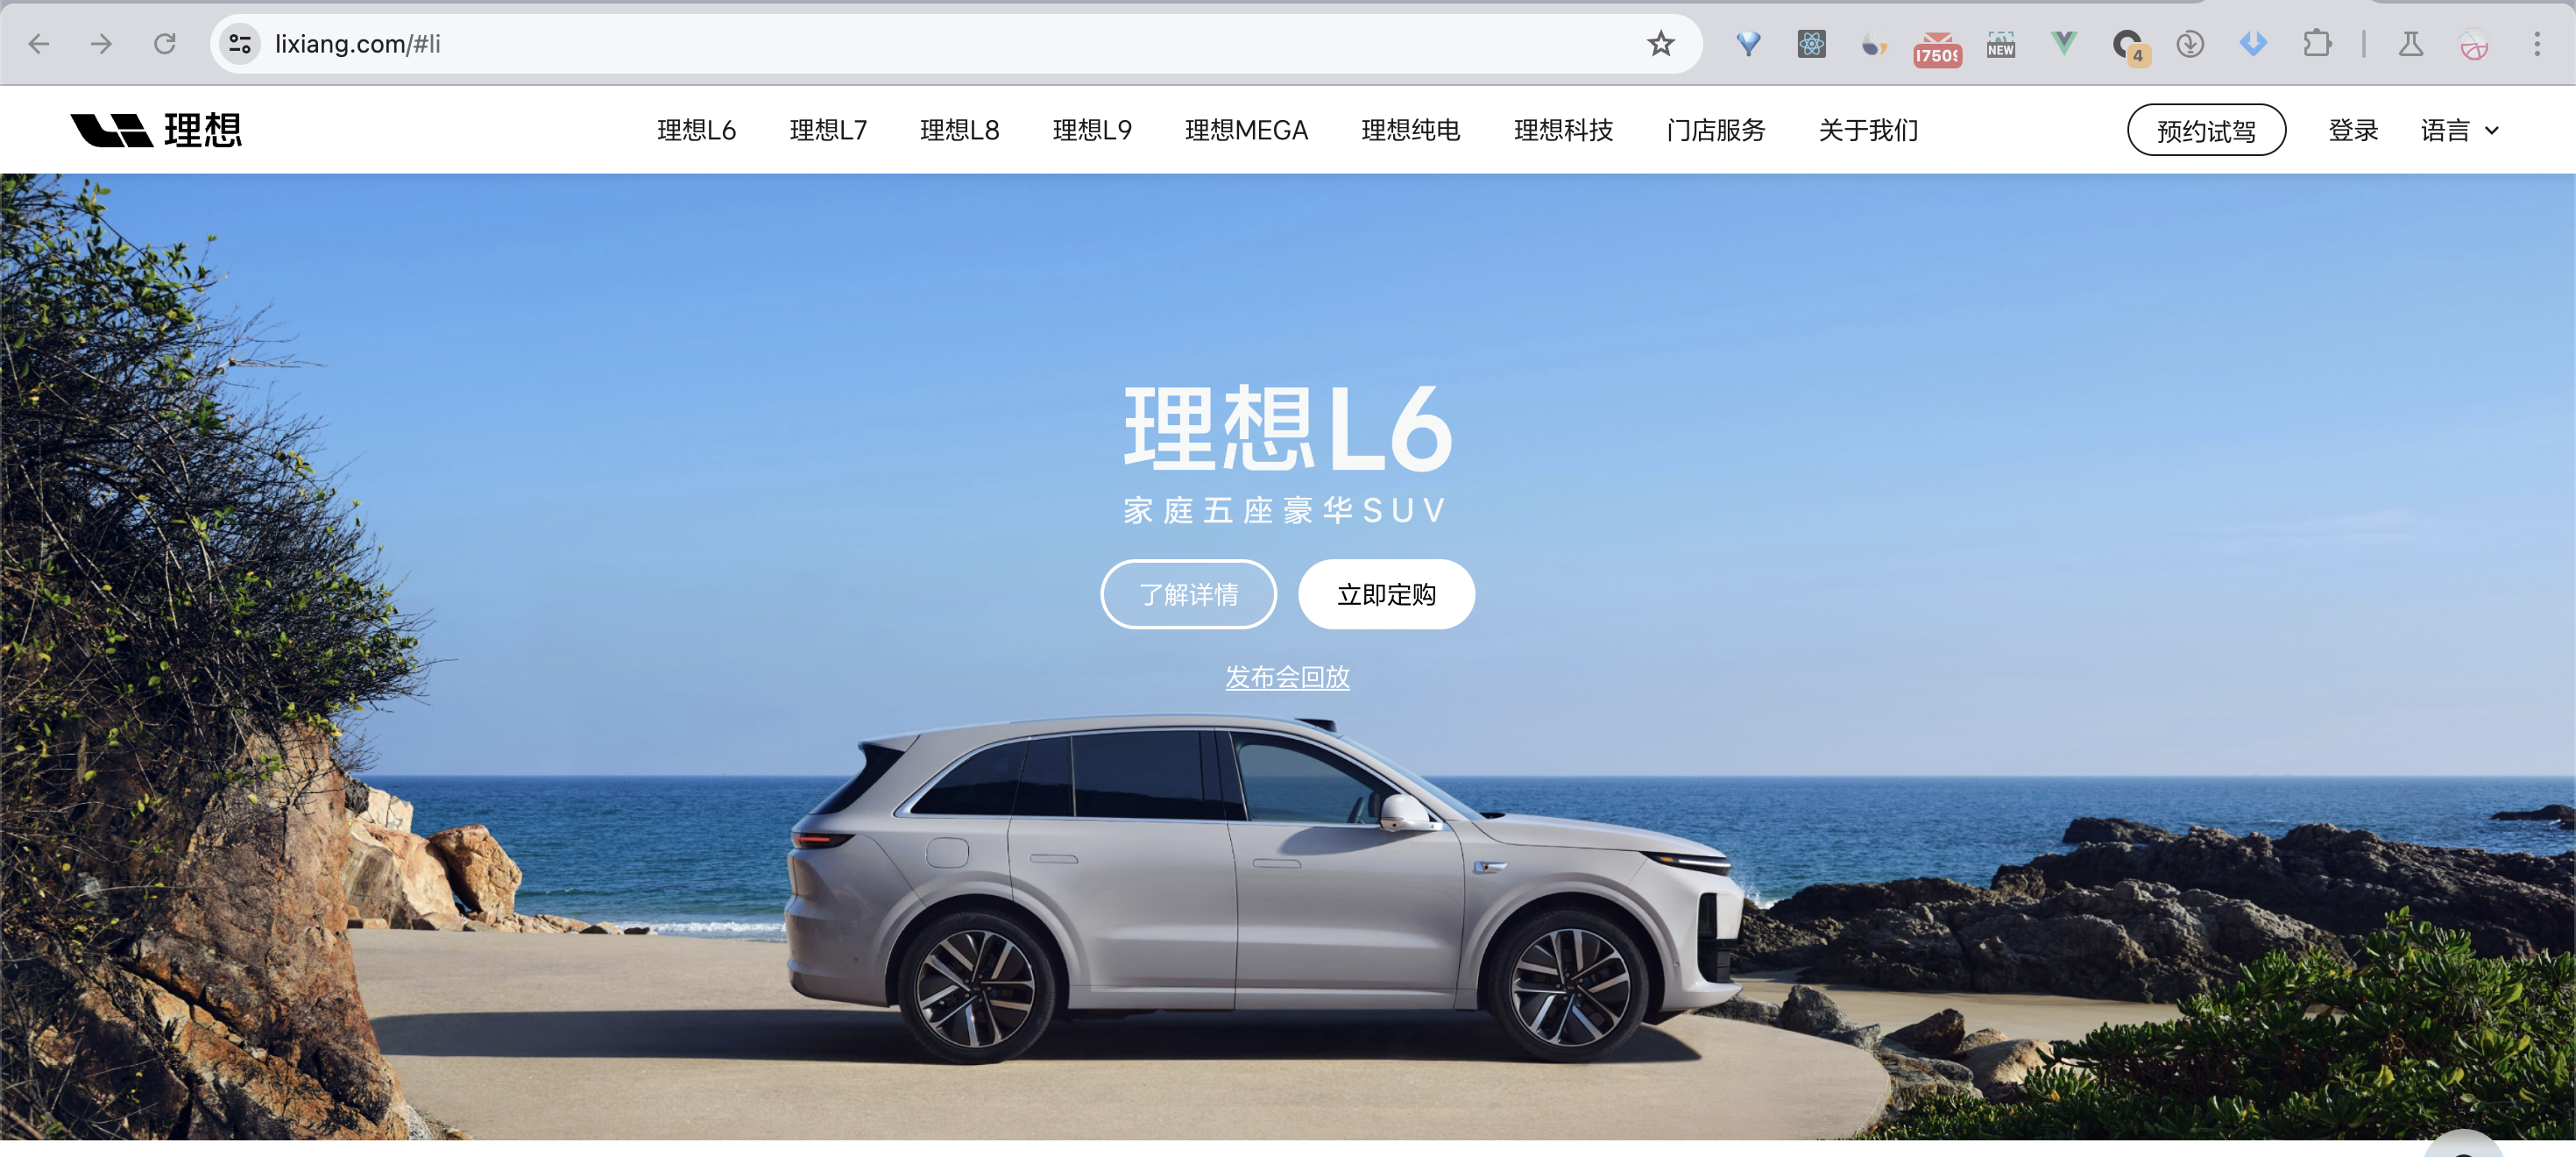 lixiang.com/#li
NEW
4
理想
理想L6 理想L7 理想L8 理想L9 理想MEGA 理想纯电 理想科技 门店服务 关于我们
预约试驾 登录 语言
理想L6
家庭五座豪华SUV
了解详情 立即定购
发布会回放